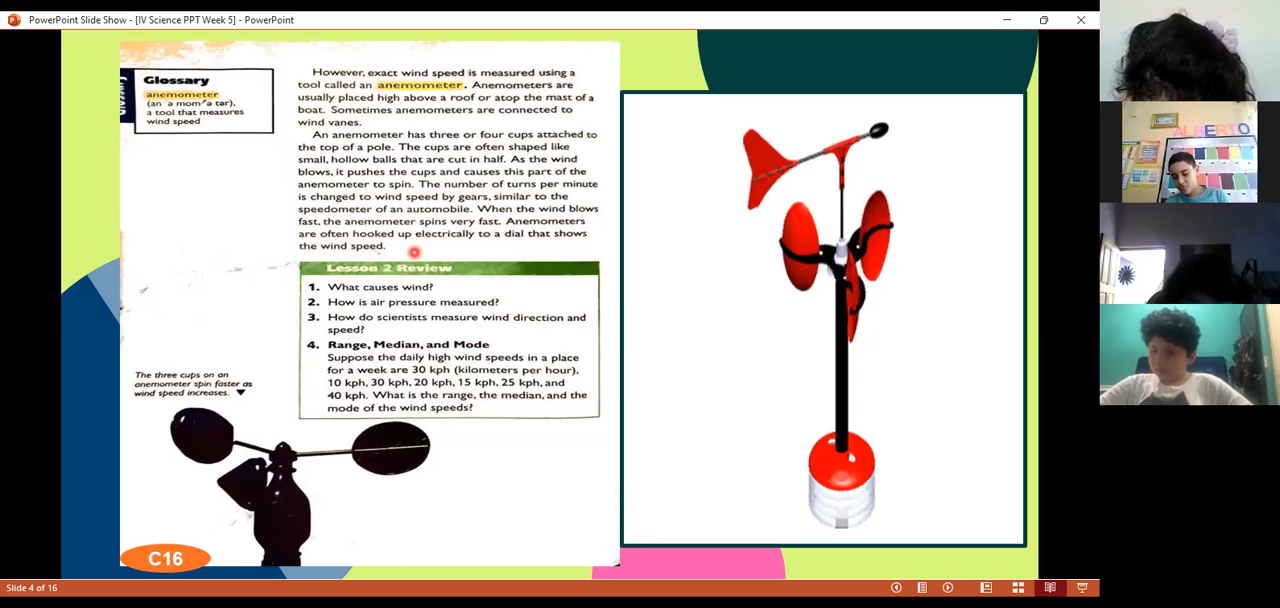 PowerPoint Slide Show - [IV Science PPT Week 5] - PowerPoint
Glossary
anemometer
(an ə mom′ə tər),
a tool that measures
wind speed
However, exact wind speed is measured using a
tool called an anemometer. Anemometers are
usually placed high above a roof or atop the mast of a
boat. Sometimes anemometers are connected to
wind vanes.
An anemometer has three or four cups attached to
the top of a pole. The cups are often shaped like
small, hollow balls that are cut in half. As the wind
blows, it pushes the cups and causes this part of the
anemometer to spin. The number of turns per minute
is changed to wind speed by gears, similar to the
speedometer of an automobile. When the wind blows
fast, the anemometer spins very fast. Anemometers
are often hooked up electrically to a dial that shows
the wind speed.
Lesson 2 Review
1. What causes wind?
2. How is air pressure measured?
3. How do scientists measure wind direction and
speed?
4. Range, Median, and Mode
Suppose the daily high wind speeds in a place
for a week are 30 kph (kilometers per hour),
10 kph, 30 kph, 20 kph, 15 kph, 25 kph, and
40 kph. What is the range, the median, and the
mode of the wind speeds?
The three cups on an
anemometer spin faster as
wind speed increases.
C16
ALBERTO
Slide 4 of 16